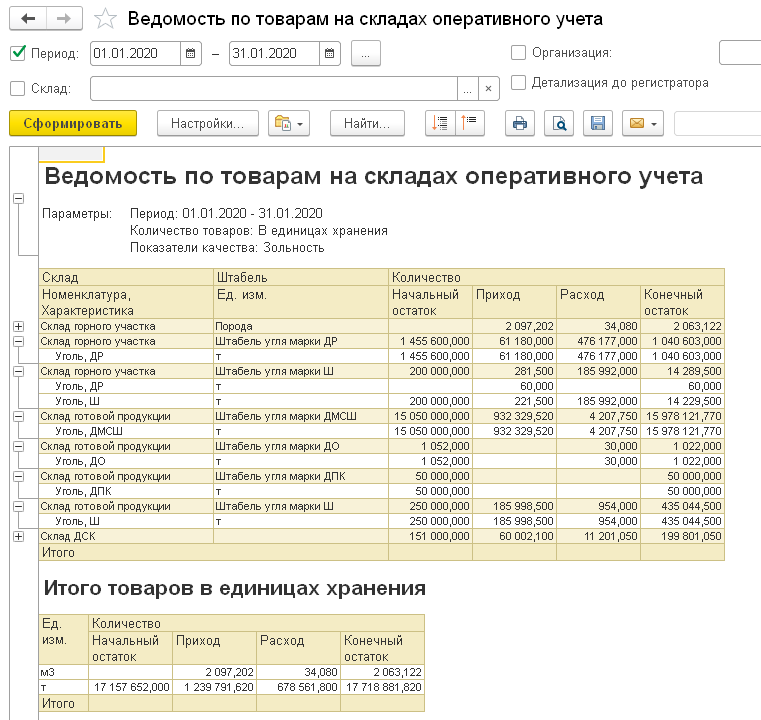 Ведомость по товарам на складах оперативного учета
Период: 01.01.2020 – 31.01.2020 ... Организация:
Склад: ... × Детализация до регистратора
Сформировать Настройки... Найти...
Ведомость по товарам на складах оперативного учета
Параметры: Период: 01.01.2020 - 31.01.2020
Количество товаров: В единицах хранения
Показатели качества: Зольность
Склад Штабель Количество
Номенклатура, Характеристика Ед. изм. Начальный остаток Приход Расход Конечный остаток
Склад горного участка Порода 2 097,202 34,080 2 063,122
Склад горного участка Штабель угля марки ДР 1 455 600,000 61 180,000 476 177,000 1 040 603,000
Уголь, ДР т 1 455 600,000 61 180,000 476 177,000 1 040 603,000
Склад горного участка Штабель угля марки Ш 200 000,000 281,500 185 992,000 14 289,500
Уголь, ДР т 60,000 60,000
Уголь, Ш т 200 000,000 221,500 185 992,000 14 229,500
Склад готовой продукции Штабель угля марки ДМСШ 15 050 000,000 932 329,520 4 207,750 15 978 121,770
Уголь, ДМСШ т 15 050 000,000 932 329,520 4 207,750 15 978 121,770
Склад готовой продукции Штабель угля марки ДО 1 052,000 30,000 1 022,000
Уголь, ДО т 1 052,000 30,000 1 022,000
Склад готовой продукции Штабель угля марки ДПК 50 000,000 50 000,000
Уголь, ДПК т 50 000,000 50 000,000
Склад готовой продукции Штабель угля марки Ш 250 000,000 185 998,500 954,000 435 044,500
Уголь, Ш т 250 000,000 185 998,500 954,000 435 044,500
Склад ДСК 151 000,000 60 002,100 11 201,050 199 801,050
Итого
Итого товаров в единицах хранения
Ед. изм. Количество
Начальный остаток Приход Расход Конечный остаток
м3 2 097,202 34,080 2 063,122
т 17 157 652,000 1 239 791,620 678 561,800 17 718 881,820
Итого